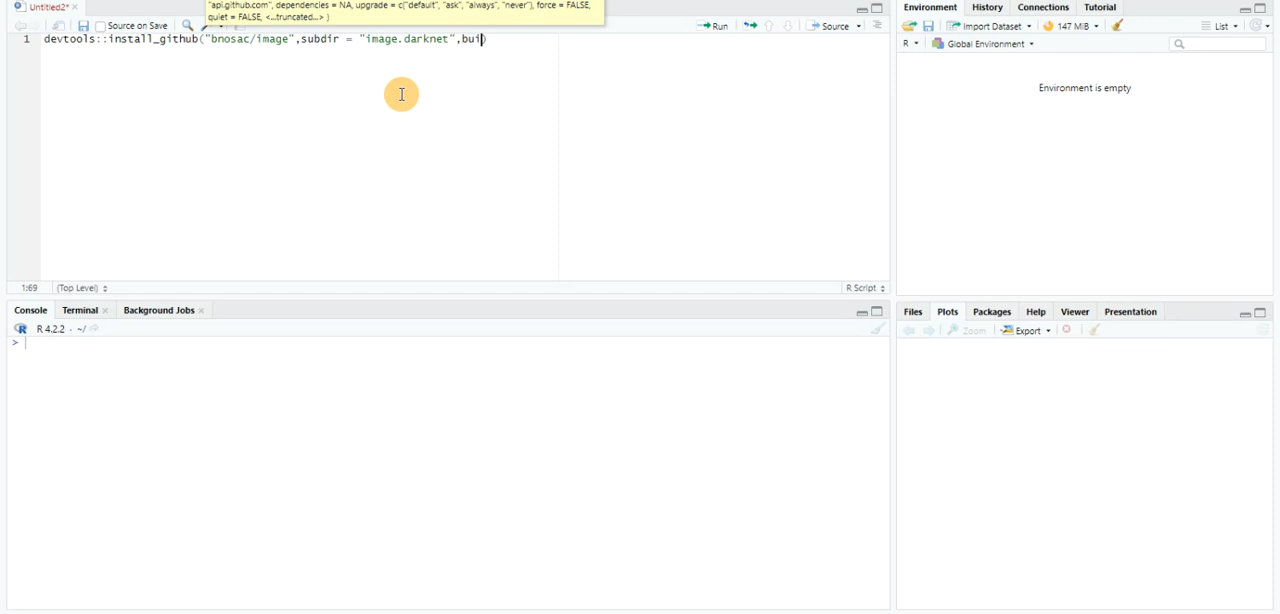 Untitled2*
"api.github.com", dependencies = NA, upgrade = c("default", "ask", "always", "never"), force = FALSE,
quiet = FALSE, <...truncated...> )
Source on Save
Run
Source
1 devtools::install_github("bnosac/image",subdir = "image.darknet",bui)
1:69 (Top Level) R Script
Console Terminal Background Jobs
R 4.2.2 · ~/
>
Environment History Connections Tutorial
Import Dataset 147 MiB List
R Global Environment
Environment is empty
Files Plots Packages Help Viewer Presentation
Zoom Export